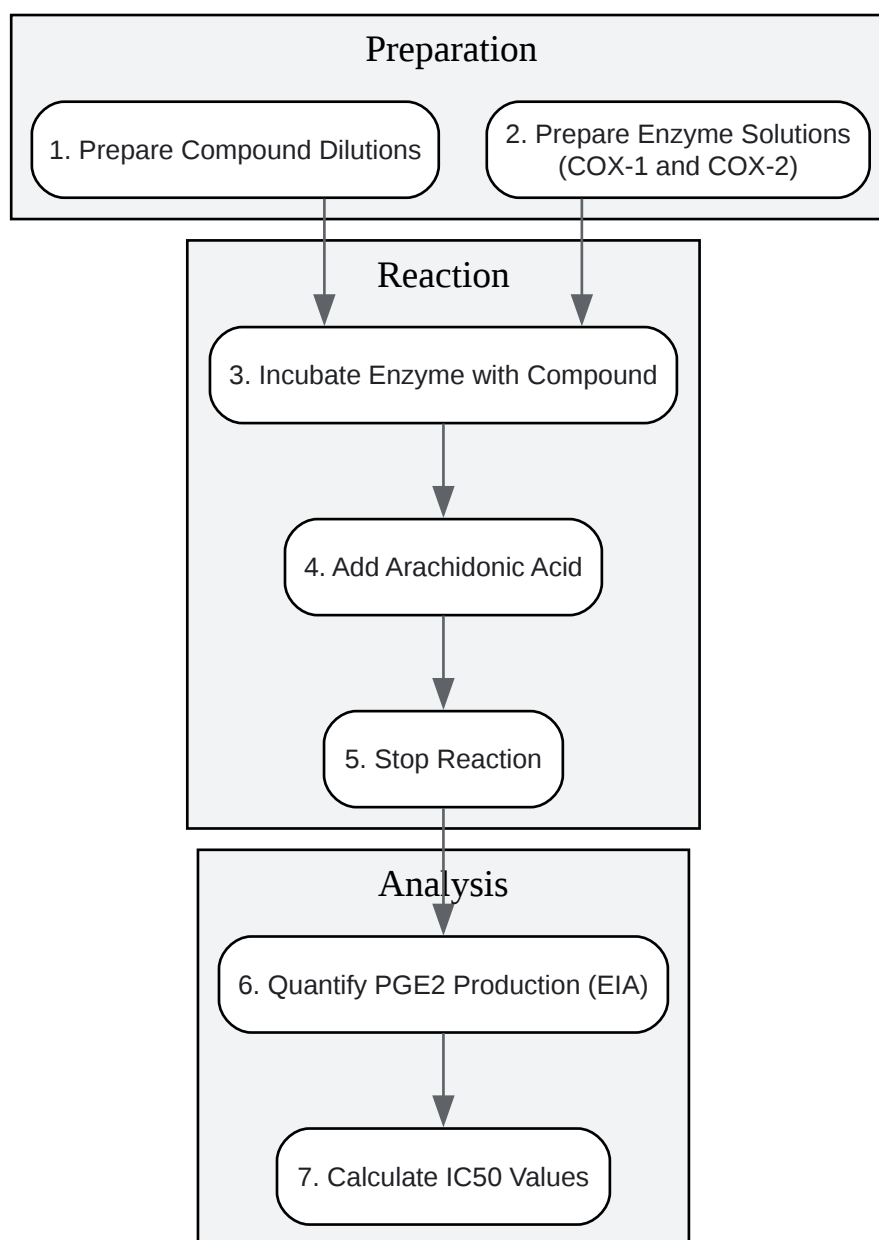 Preparation
1. Prepare Compound Dilutions
2. Prepare Enzyme Solutions
(COX-1 and COX-2)
Reaction
3. Incubate Enzyme with Compound
4. Add Arachidonic Acid
5. Stop Reaction
Analysis
6. Quantify PGE2 Production (EIA)
7. Calculate IC50 Values